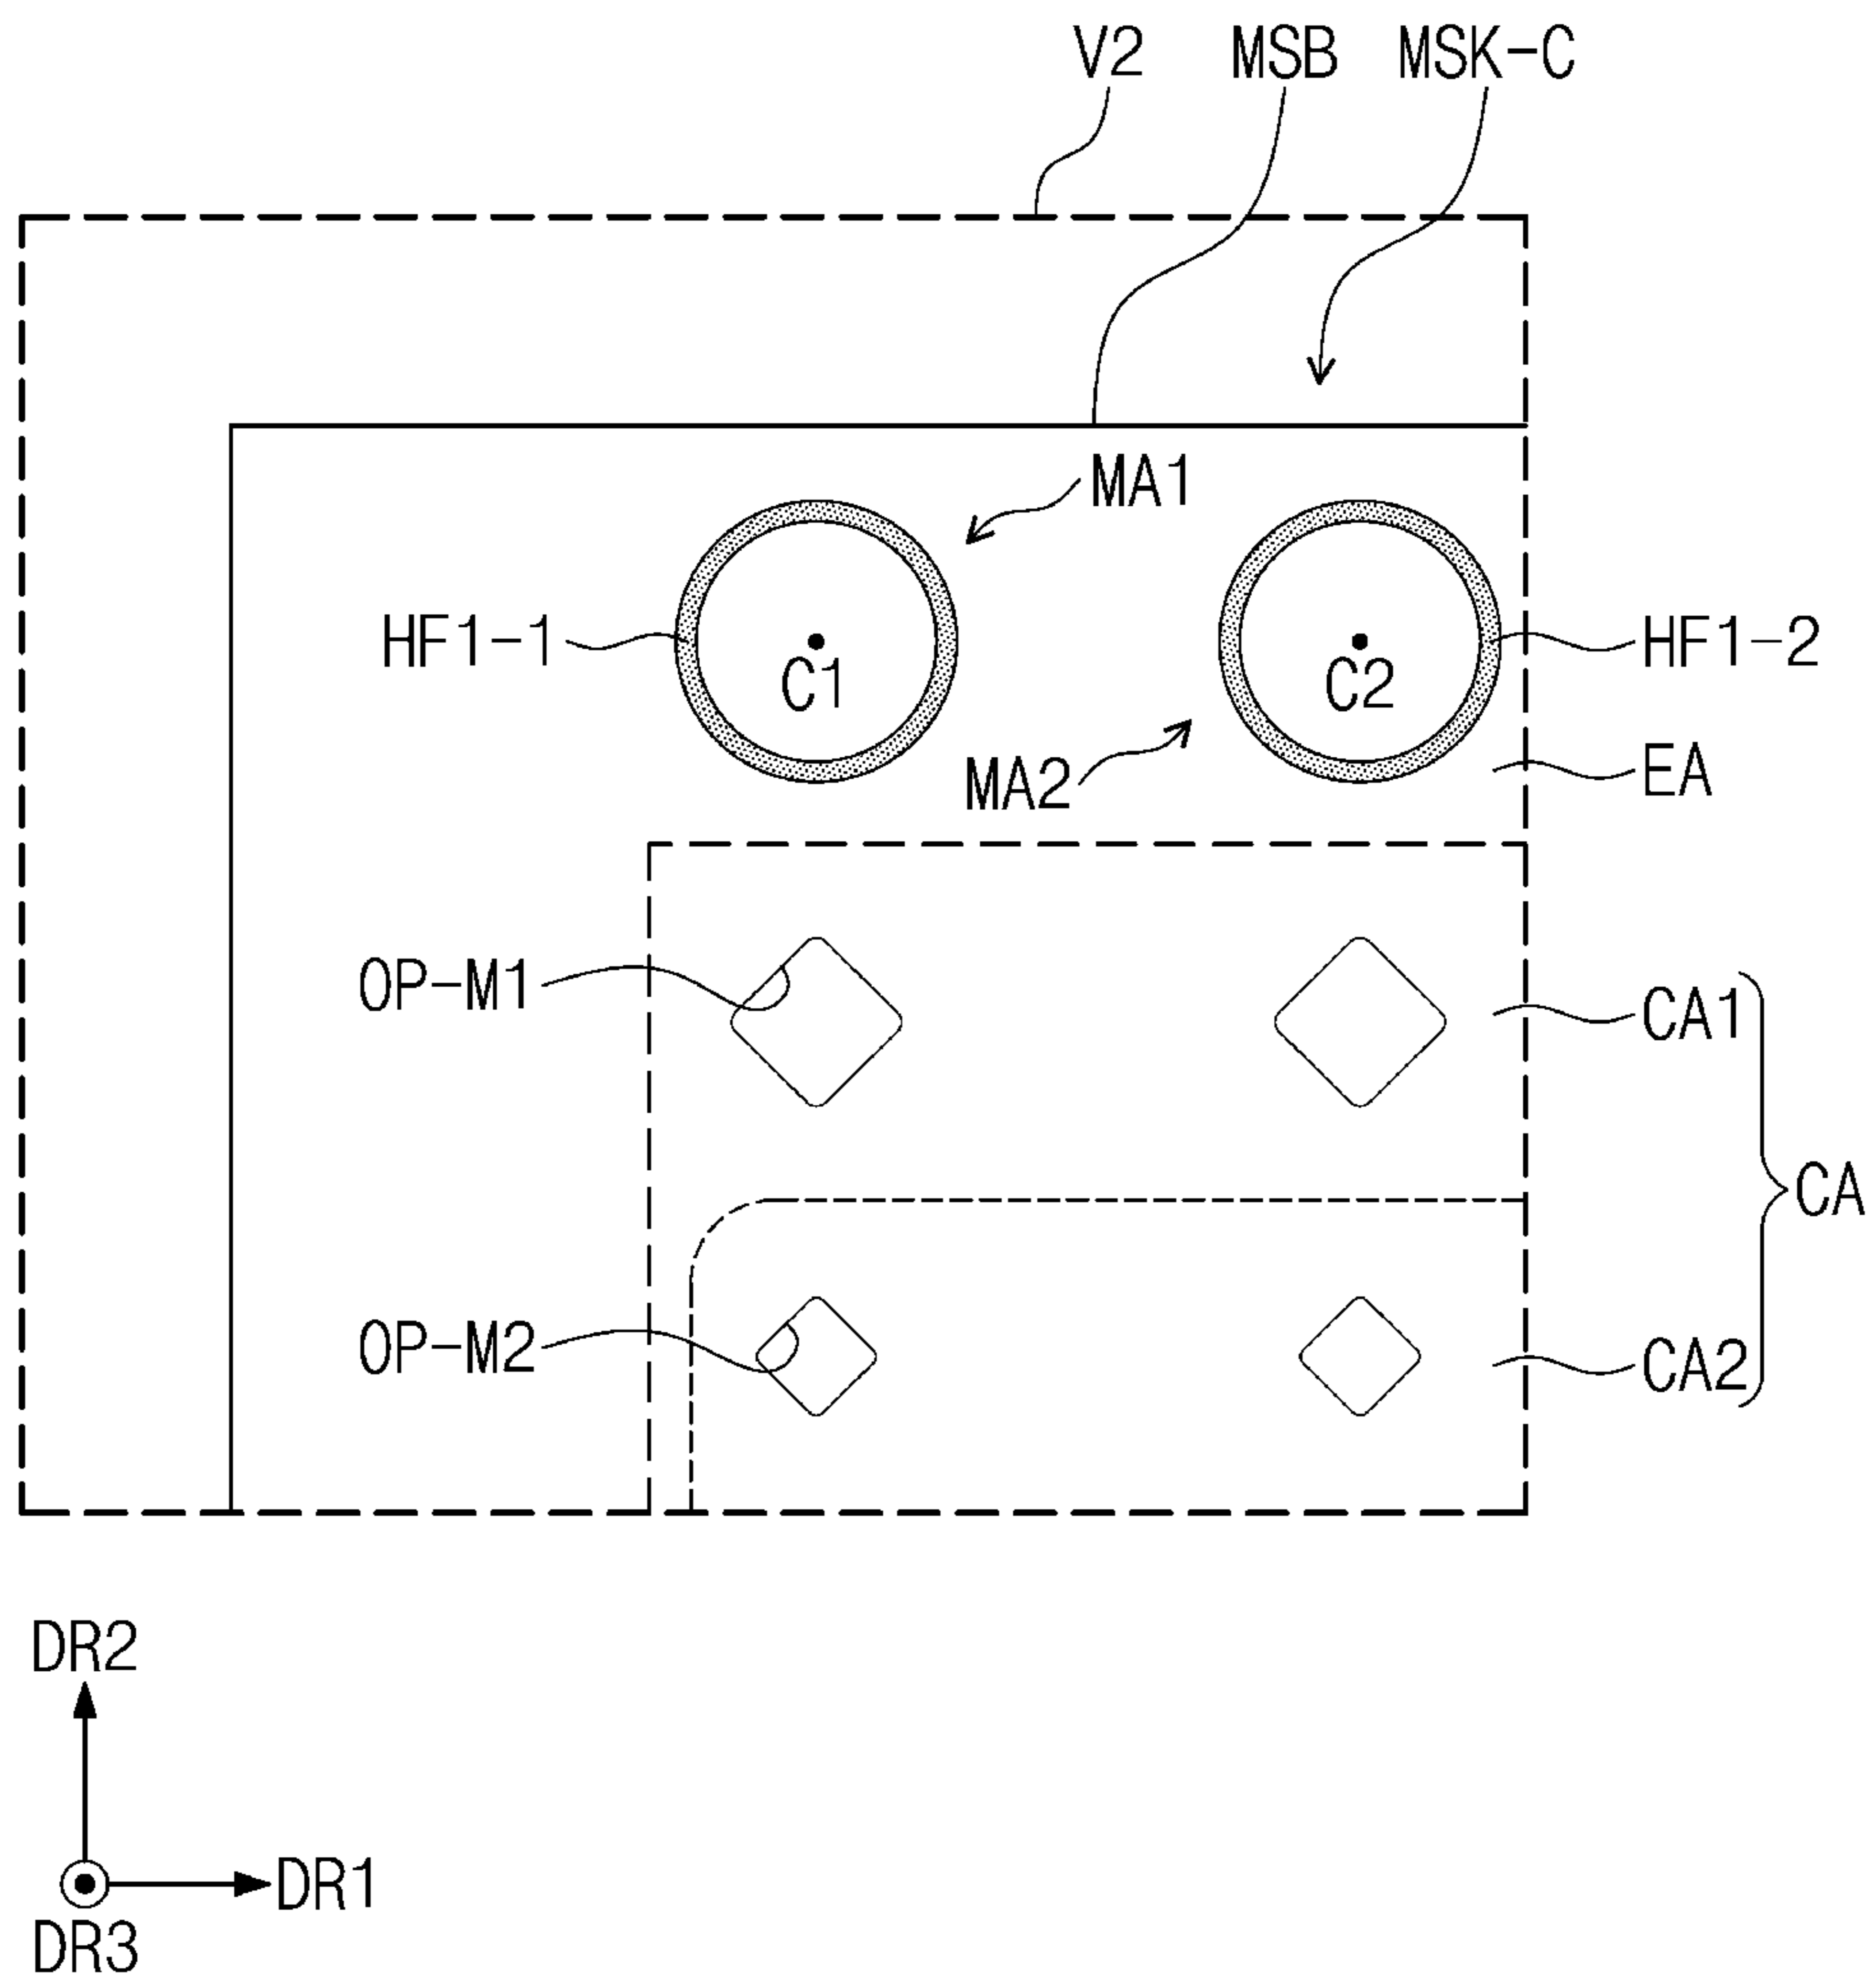 V2 MSB MSK-C
MA1
HF1-1 C1 C2 HF1-2
MA2 EA
OP-M1 CA1
CA
OP-M2 CA2
DR2
DR1
DR3